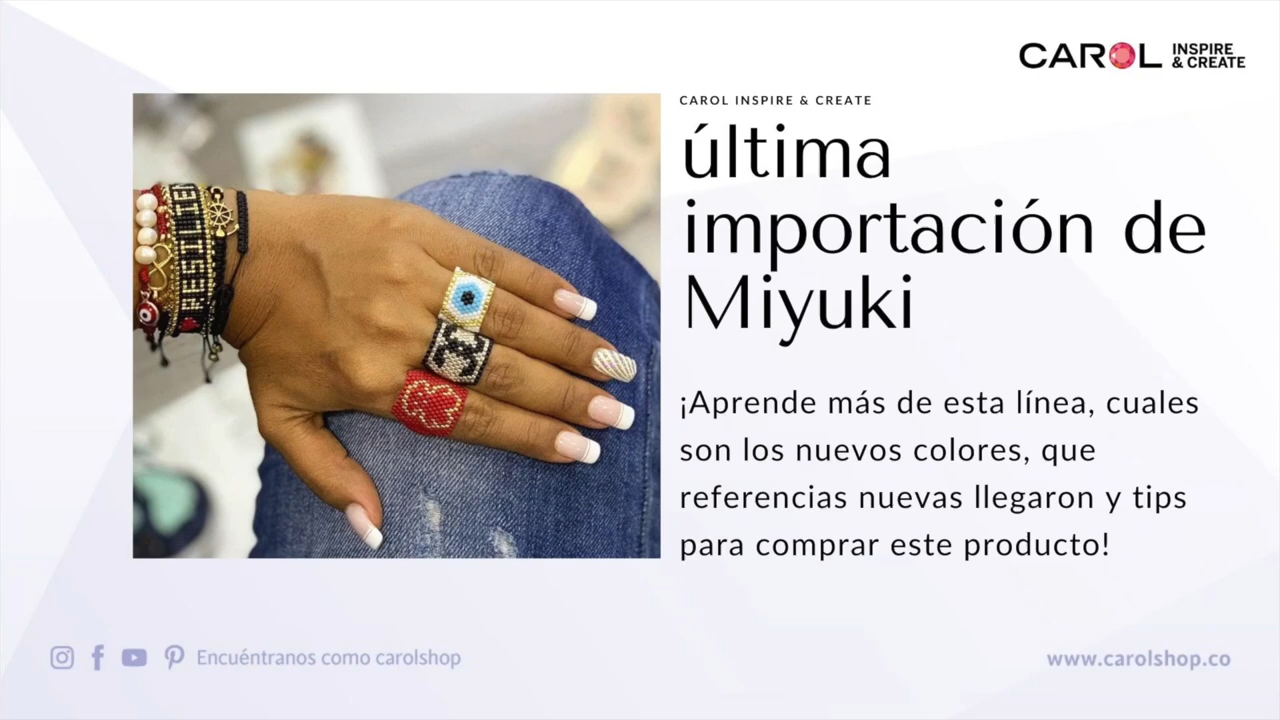 CAROL INSPIRE
& CREATE
CAROL INSPIRE & CREATE
última
importación de
Miyuki
¡Aprende más de esta línea, cuales
son los nuevos colores, que
referencias nuevas llegaron y tips
para comprar este producto!
Encuéntranos como carolshop
www.carolshop.co